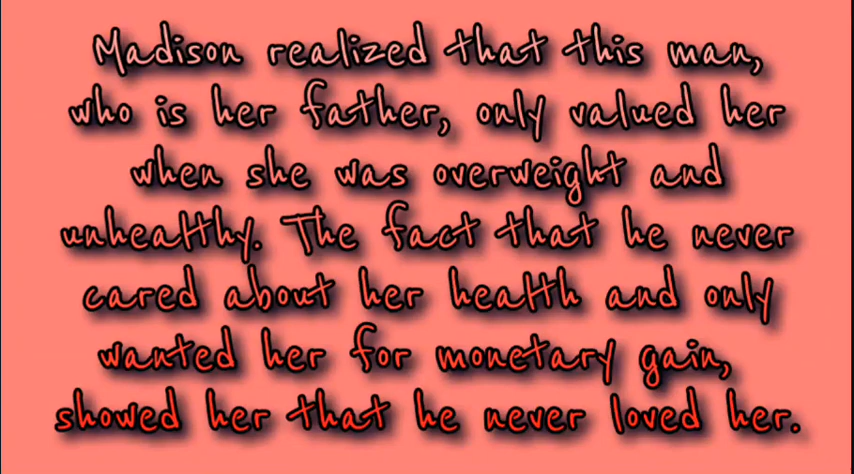 Madison realized that this man,
who is her father, only valued her
when she was overweight and
unhealthy. The fact that he never
cared about her health and only
wanted her for monetary gain,
showed her that he never loved her.